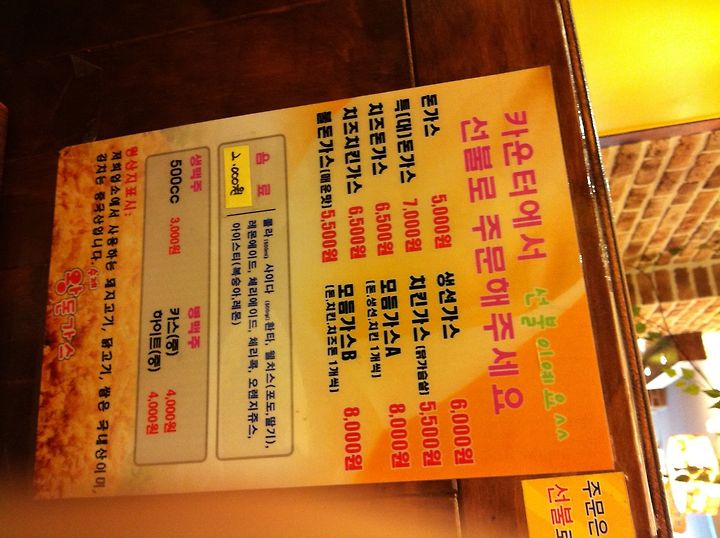 카운터에서
선불로 주문해주세요
선불이에요^^
돈가스 5,000원
특(대)돈가스 7,000원
치즈돈가스 6,500원
치즈치킨가스 6,500원
불돈가스(매운맛) 5,500원
생선가스 6,000원
치킨가스(닭가슴살) 5,500원
모듬가스A 8,000원
(돈,생선,치킨 1개씩)
모듬가스B 8,000원
(돈,치킨,치즈돈 1개씩)
음 료
콜라 사이다 환타, 웰치스(포도,딸기),
레몬에이드, 체리에이드, 체리콕, 오렌지쥬스,
아이스티(복숭아,레몬)
생맥주
500cc 3,000원
병맥주
카스(중) 4,000원
하이트(중) 4,000원
원산지표시:
저희업소에서 사용하는 돼지고기, 닭고기, 쌀은 국내산이며,
김치는 중국산입니다.
왕돈가스
주문은
선불로